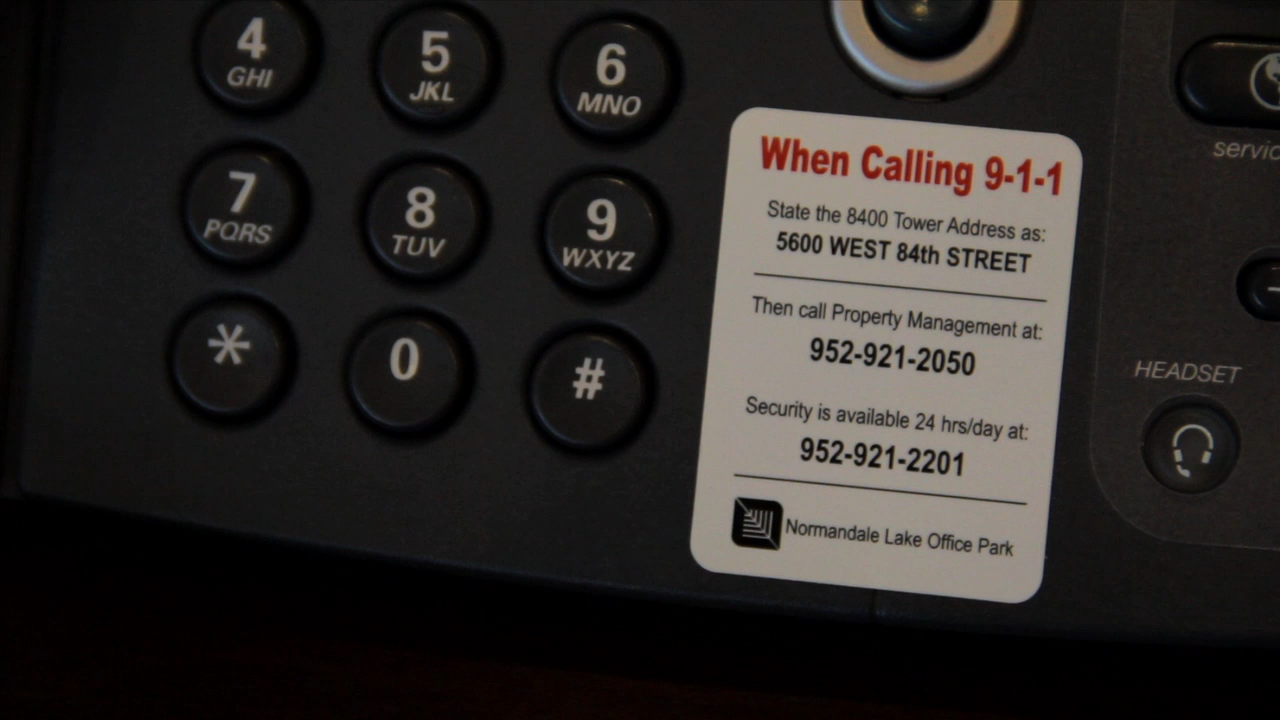 4
GHI
5
JKL
6
MNO
7
PQRS
8
TUV
9
WXYZ
*
0
#
When Calling 9-1-1
State the 8400 Tower Address as:
5600 WEST 84th STREET
Then call Property Management at:
952-921-2050
Security is available 24 hrs/day at:
952-921-2201
Normandale Lake Office Park
HEADSET